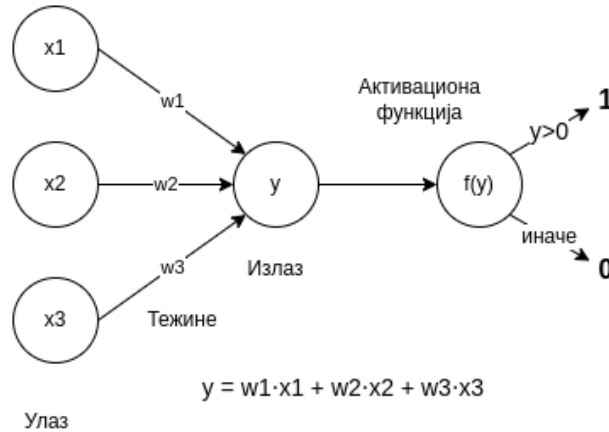 x1
w1
Активациона
функција
1
y>0
x2
w2
y
f(y)
иначе
0
w3
Излаз
x3
Тежине
y = w1·x1 + w2·x2 + w3·x3
Улаз